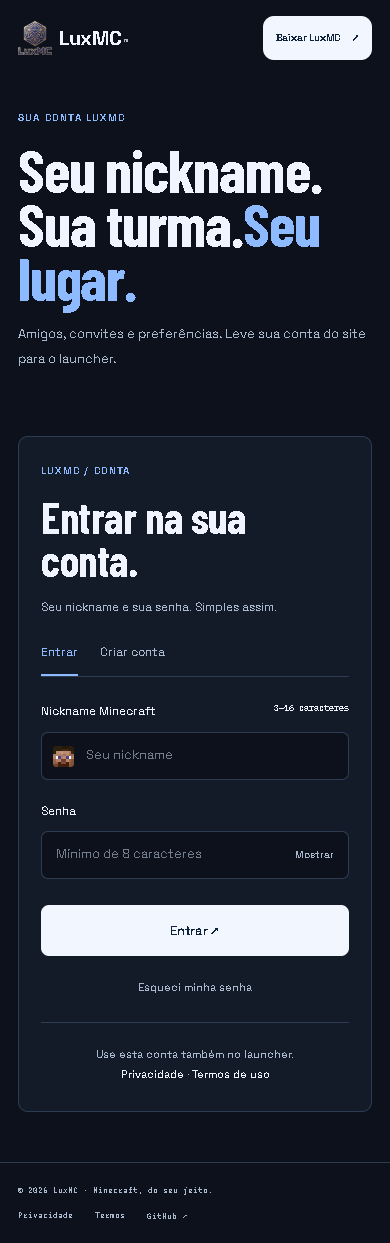 LuxMC™
Baixar LuxMC ↗
SUA CONTA LUXMC
Seu nickname.
Sua turma.Seu
lugar.
Amigos, convites e preferências. Leve sua conta do site
para o launcher.
LUXMC / CONTA
Entrar na sua
conta.
Seu nickname e sua senha. Simples assim.
Entrar Criar conta
Nickname Minecraft 3–16 caracteres
Seu nickname
Senha
Mínimo de 8 caracteres Mostrar
Entrar ↗
Esqueci minha senha
Use esta conta também no launcher.
Privacidade · Termos de uso
© 2026 LuxMC · Minecraft, do seu jeito.
Privacidade Termos GitHub ↗